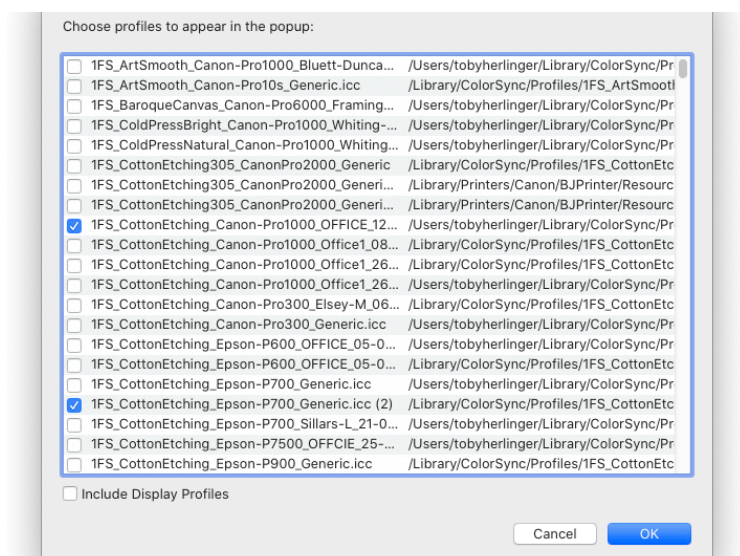 Choose profiles to appear in the popup:
1FS_ArtSmooth_Canon-Pro1000_Bluett-Dunca... /Users/tobyherlinger/Library/ColorSync/Pr
1FS_ArtSmooth_Canon-Pro10s_Generic.icc /Library/ColorSync/Profiles/1FS_ArtSmooth
1FS_BaroqueCanvas_Canon-Pro6000_Framing... /Users/tobyherlinger/Library/ColorSync/Pr
1FS_ColdPressBright_Canon-Pro1000_Whiting-... /Users/tobyherlinger/Library/ColorSync/Pr
1FS_ColdPressNatural_Canon-Pro1000_Whiting... /Users/tobyherlinger/Library/ColorSync/Pr
1FS_CottonEtching305_CanonPro2000_Generic /Library/ColorSync/Profiles/1FS_CottonEtc
1FS_CottonEtching305_CanonPro2000_Generi... /Library/Printers/Canon/BJPrinter/Resourc
1FS_CottonEtching305_CanonPro2000_Generi... /Library/Printers/Canon/BJPrinter/Resourc
1FS_CottonEtching_Canon-Pro1000_OFFICE_12... /Users/tobyherlinger/Library/ColorSync/Pr
1FS_CottonEtching_Canon-Pro1000_Office1_08... /Library/ColorSync/Profiles/1FS_CottonEtc
1FS_CottonEtching_Canon-Pro1000_Office1_26... /Library/ColorSync/Profiles/1FS_CottonEtc
1FS_CottonEtching_Canon-Pro1000_Office1_26... /Users/tobyherlinger/Library/ColorSync/Pr
1FS_CottonEtching_Canon-Pro300_Elsey-M_06... /Library/ColorSync/Profiles/1FS_CottonEtc
1FS_CottonEtching_Canon-Pro300_Generic.icc /Users/tobyherlinger/Library/ColorSync/Pr
1FS_CottonEtching_Epson-P600_OFFICE_05-0... /Users/tobyherlinger/Library/ColorSync/Pr
1FS_CottonEtching_Epson-P600_OFFICE_05-0... /Library/ColorSync/Profiles/1FS_CottonEtc
1FS_CottonEtching_Epson-P700_Generic.icc /Users/tobyherlinger/Library/ColorSync/Pr
1FS_CottonEtching_Epson-P700_Generic.icc (2) /Library/ColorSync/Profiles/1FS_CottonEtc
1FS_CottonEtching_Epson-P700_Sillars-L_21-0... /Users/tobyherlinger/Library/ColorSync/Pr
1FS_CottonEtching_Epson-P7500_OFFCIE_25-... /Users/tobyherlinger/Library/ColorSync/Pr
1FS_CottonEtching_Epson-P900_Generic.icc /Library/ColorSync/Profiles/1FS_CottonEtc
Include Display Profiles
Cancel OK